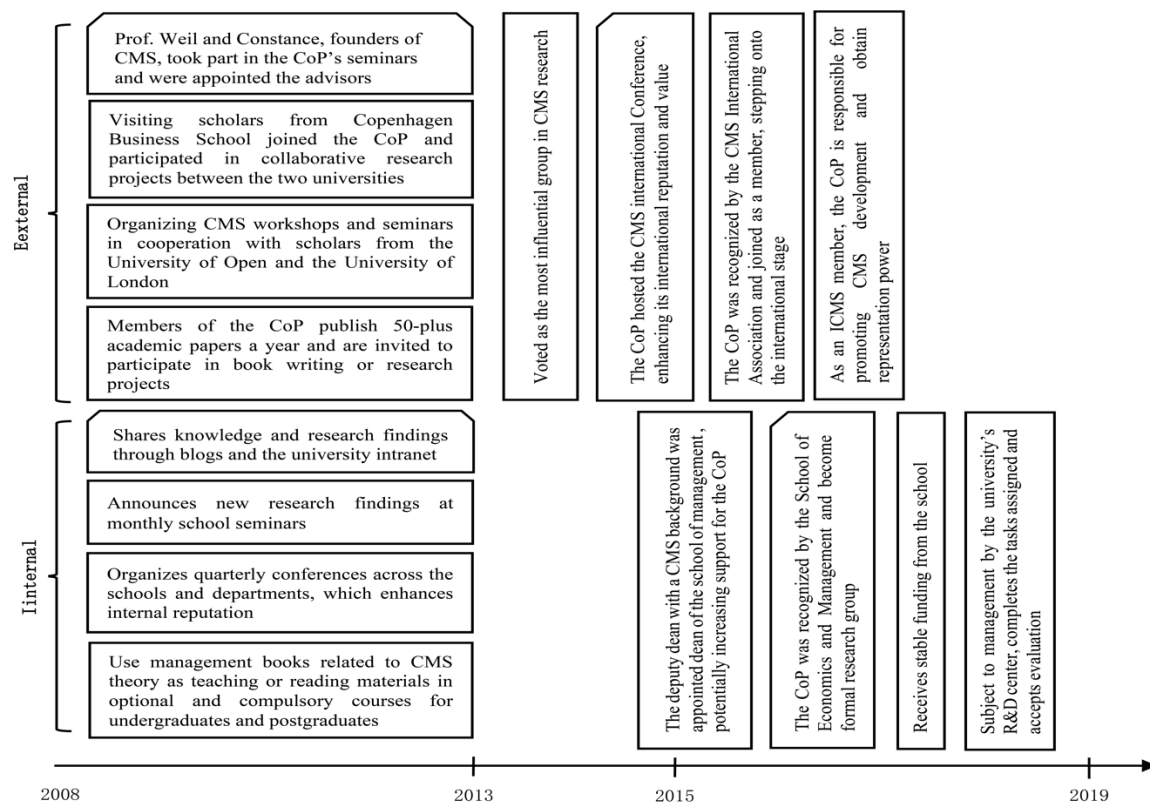 Eexternal
Prof. Weil and Constance, founders of
CMS, took part in the CoP's seminars
and were appointed the advisors
Visiting scholars from Copenhagen
Business School joined the CoP and
participated in collaborative research
projects between the two universities
Organizing CMS workshops and seminars
in cooperation with scholars from the
University of Open and the University of
London
Members of the CoP publish 50-plus
academic papers a year and are invited to
participate in book writing or research
projects
Voted as the most influential group in CMS research
The CoP hosted the CMS international Conference,
enhancing its international reputation and value
The CoP was recognized by the CMS International
Association and joined as a member, stepping onto
the international stage
As an ICMS member, the CoP is responsible for
promoting CMS development and obtain
representation power
Iinternal
Shares knowledge and research findings
through blogs and the university intranet
Announces new research findings at
monthly school seminars
Organizes quarterly conferences across the
schools and departments, which enhances
internal reputation
Use management books related to CMS
theory as teaching or reading materials in
optional and compulsory courses for
undergraduates and postgraduates
The deputy dean with a CMS background was
appointed dean of the school of management ,
potentially increasing support for the CoP
The CoP was recognized by the School of
Economics and Management and become
formal research group
Receives stable funding from the school
Subject to management by the university's
R&D center, completes the tasks assigned and
accepts evaluation
2008
2013
2015
2019